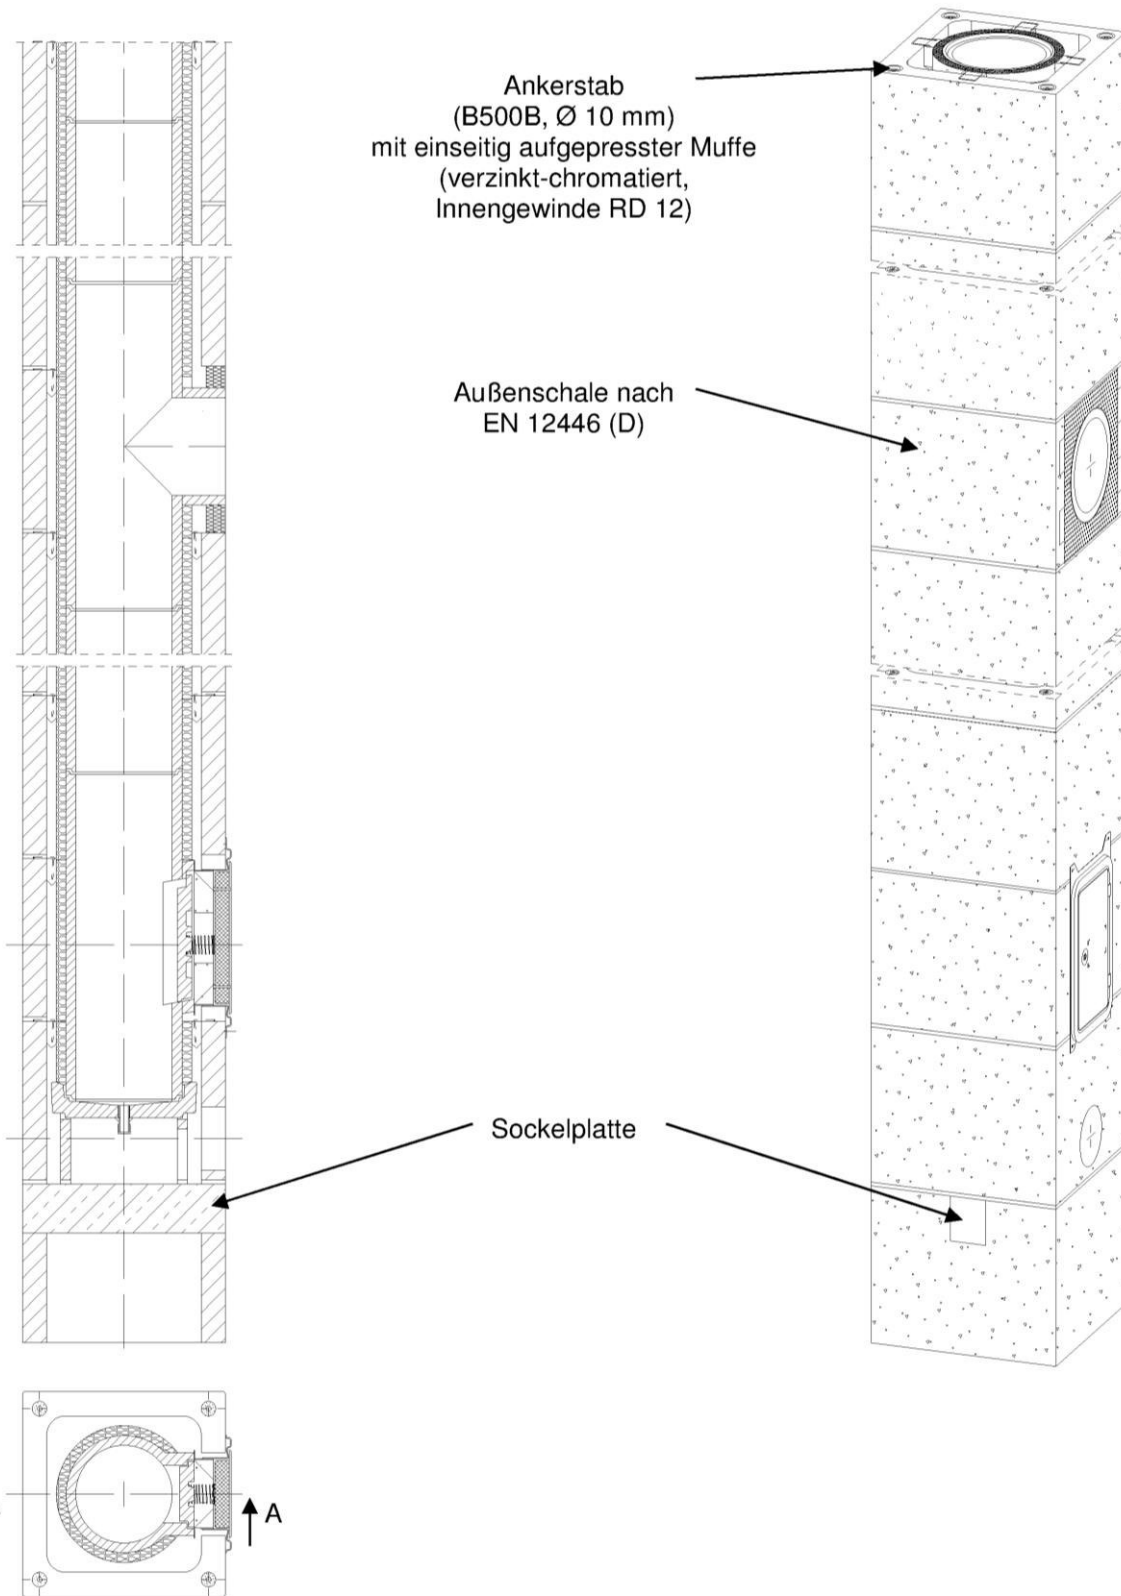 Ankerstab
(B500B, Ø 10 mm)
mit einseitig aufgepresster Muffe
(verzinkt-chromatiert,
Innengewinde RD 12)
Außenschale nach
EN 12446 (D)
Sockelplatte
A